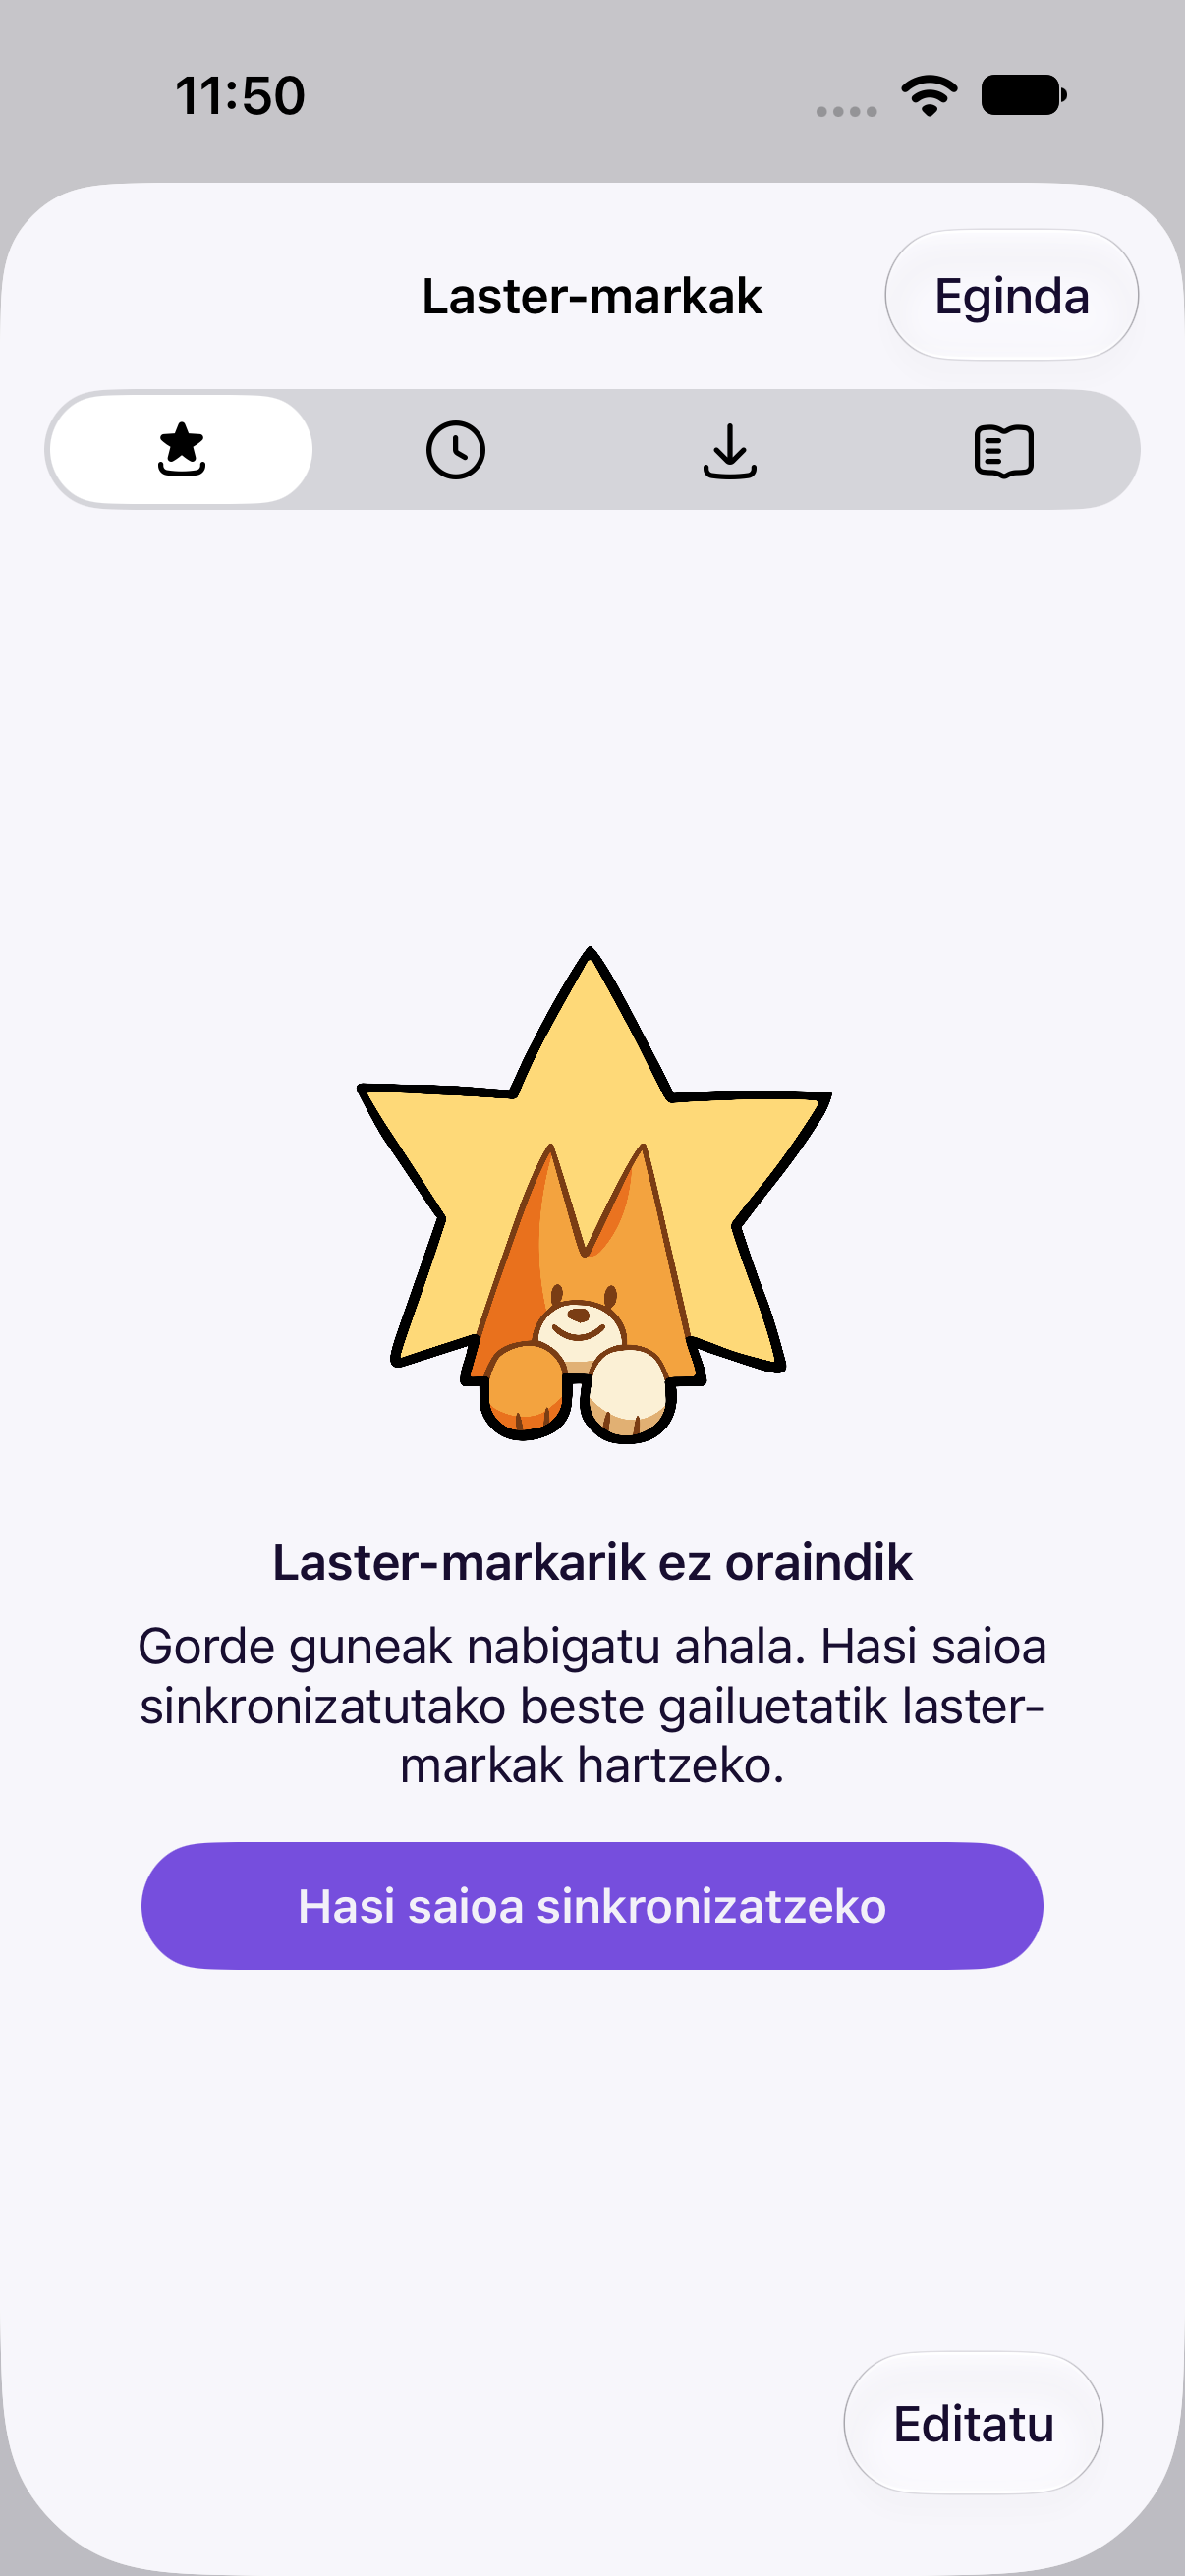 11:50
Laster-markak
Eginda
Laster-markarik ez oraindik
Gorde guneak nabigatu ahala. Hasi saioa
sinkronizatutako beste gailuetatik laster-
markak hartzeko.
Hasi saioa sinkronizatzeko
Editatu